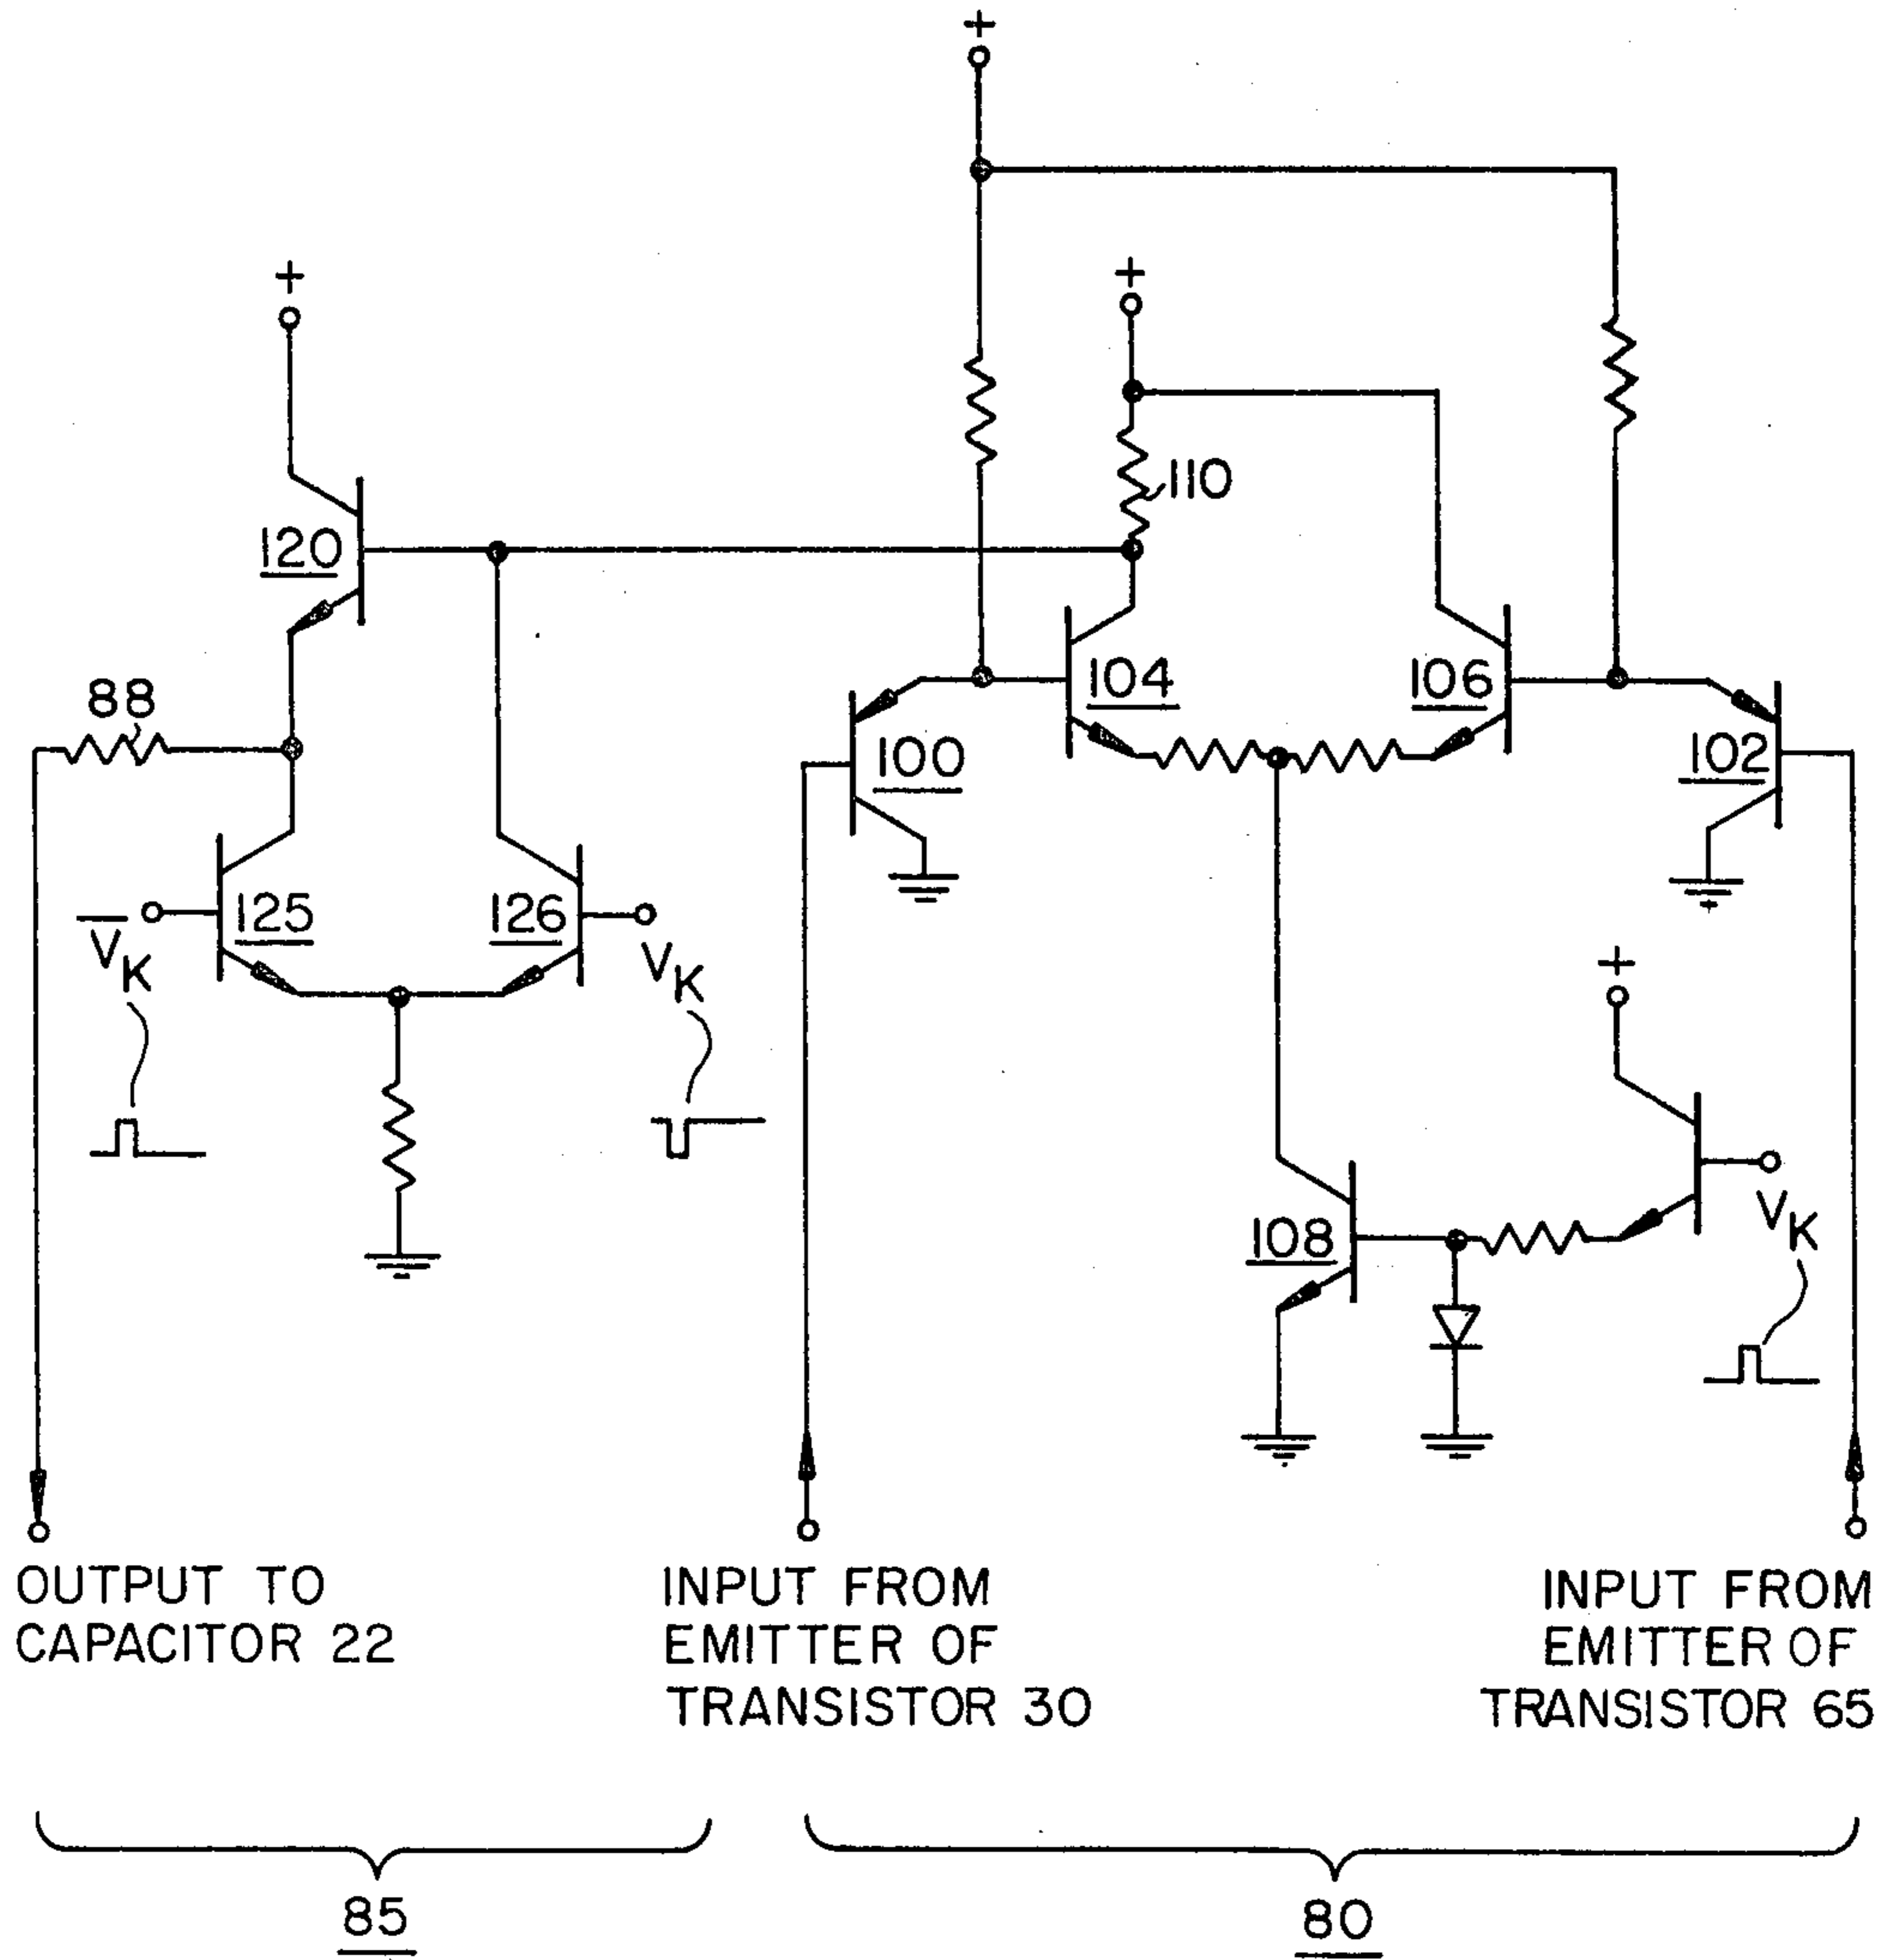 +
+
+
110
120
88
104
106
100
102
125
126
V̅K
VK
+
108
VK
OUTPUT TO
CAPACITOR 22
INPUT FROM
EMITTER OF
TRANSISTOR 30
INPUT FROM
EMITTER OF
TRANSISTOR 65
85
80